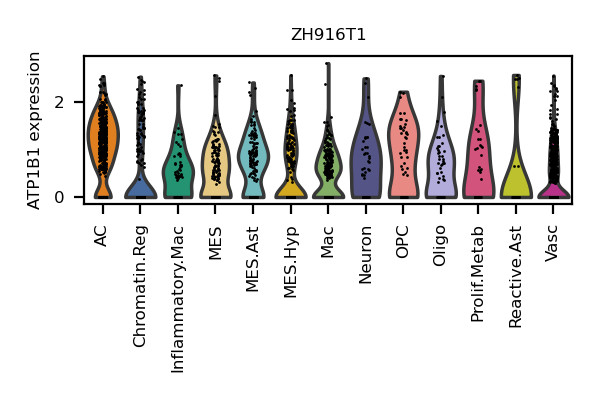 ZH916T1
ATP1B1 expression
2
0
AC
Chromatin.Reg
Inflammatory.Mac
MES
MES.Ast
MES.Hyp
Mac
Neuron
OPC
Oligo
Prolif.Metab
Reactive.Ast
Vasc